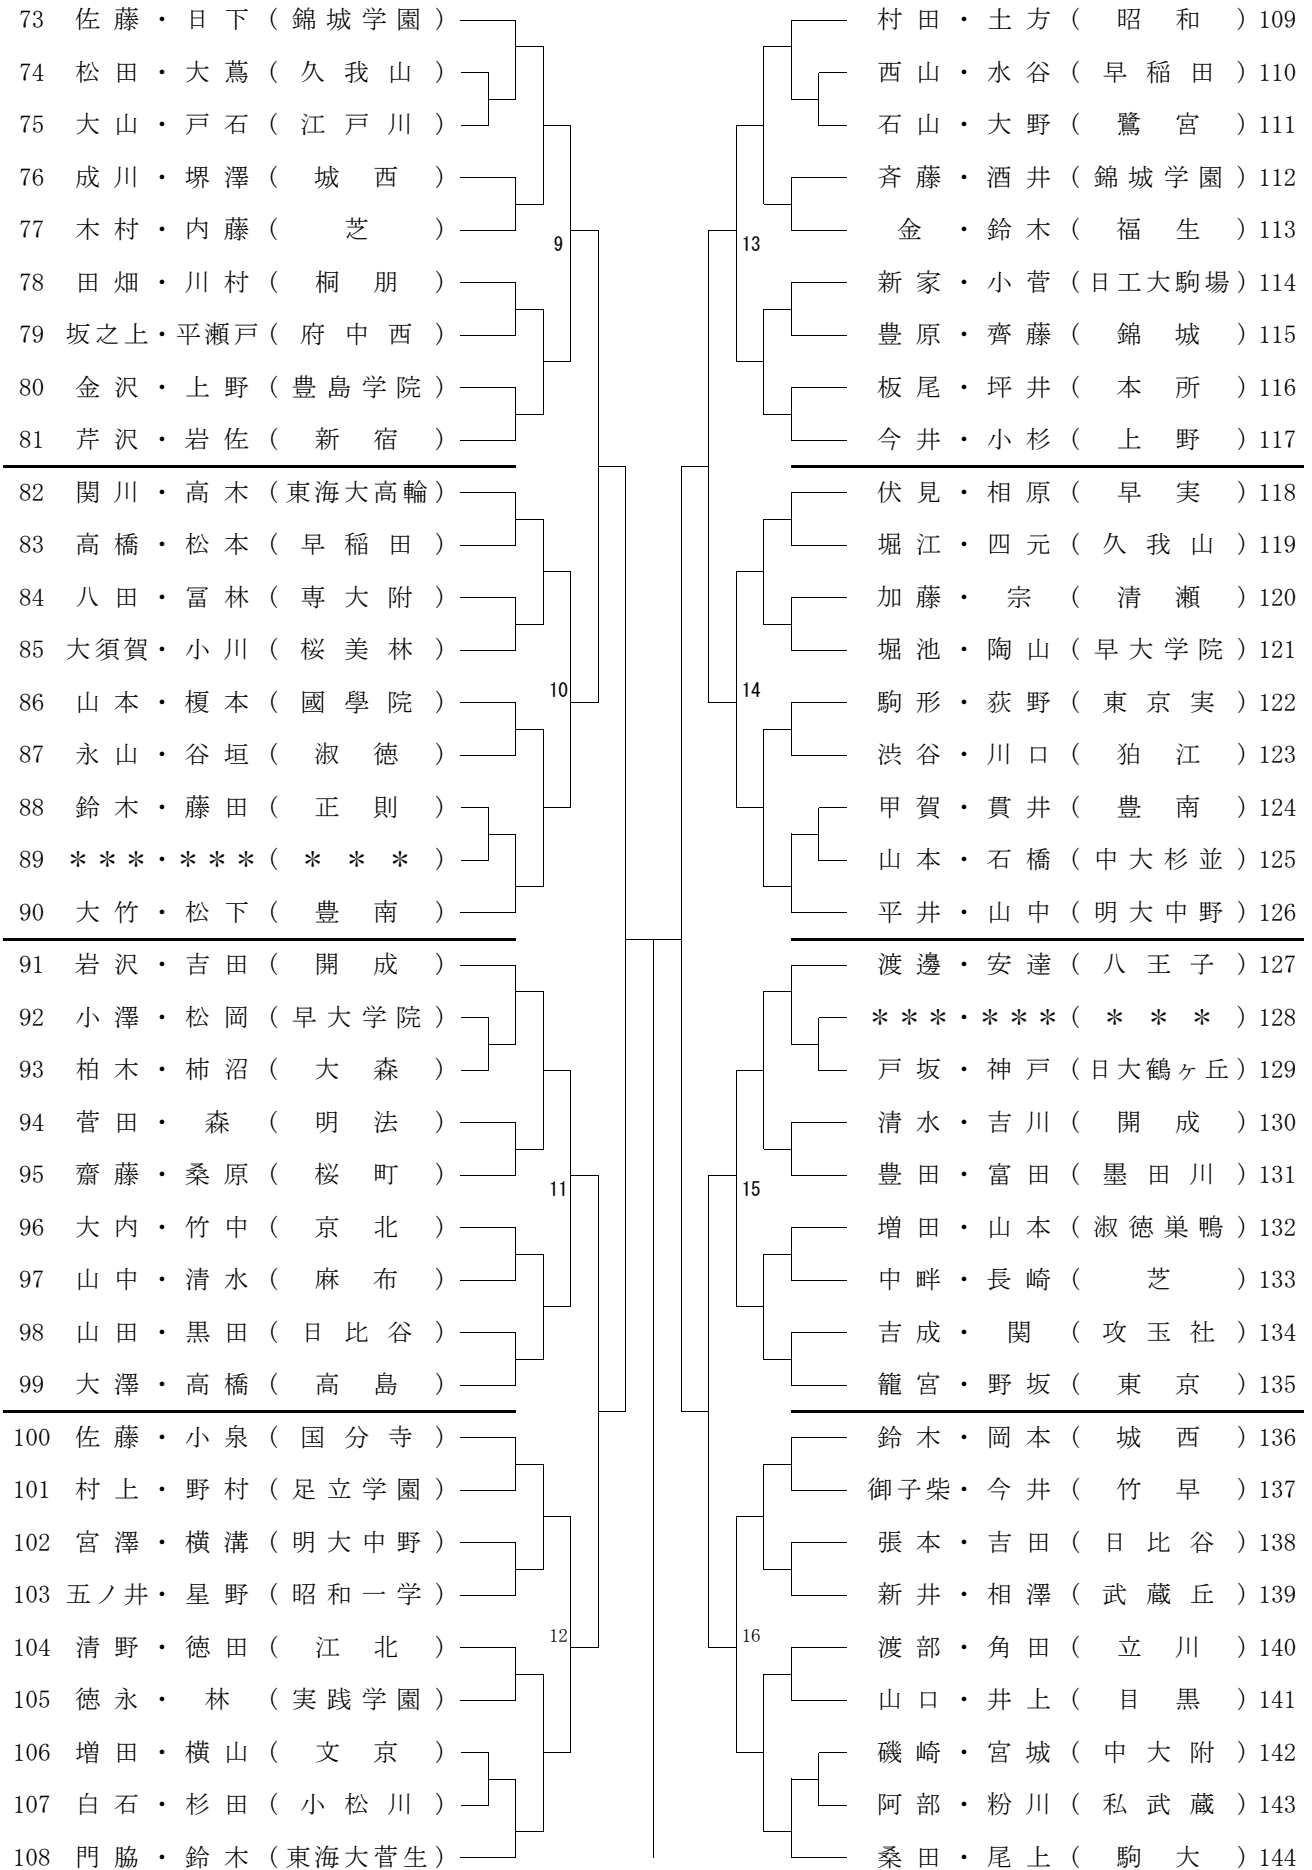 73 佐藤・日下(錦城学園)
74 松田・大蔦(久我山)
75 大山・戸石(江戸川)
76 成川・堺澤(城西)
77 木村・内藤(芝)
78 田畑・川村(桐朋)
79 坂之上・平瀬戸(府中西)
80 金沢・上野(豊島学院)
81 芹沢・岩佐(新宿)
9
82 関川・高木(東海大高輪)
83 高橋・松本(早稲田)
84 八田・冨林(専大附)
85 大須賀・小川(桜美林)
86 山本・榎本(國學院)
87 永山・谷垣(淑徳)
88 鈴木・藤田(正則)
89 ***・***(***)
90 大竹・松下(豊南)
10
91 岩沢・吉田(開成)
92 小澤・松岡(早大学院)
93 柏木・柿沼(大森)
94 菅田・森(明法)
95 齋藤・桑原(桜町)
96 大内・竹中(京北)
97 山中・清水(麻布)
98 山田・黒田(日比谷)
99 大澤・高橋(高島)
11
100 佐藤・小泉(国分寺)
101 村上・野村(足立学園)
102 宮澤・横溝(明大中野)
103 五ノ井・星野(昭和一学)
104 清野・徳田(江北)
105 徳永・林(実践学園)
106 増田・横山(文京)
107 白石・杉田(小松川)
108 門脇・鈴木(東海大菅生)
12
村田・土方(昭和)109
西山・水谷(早稲田)110
石山・大野(鷺宮)111
斉藤・酒井(錦城学園)112
金・鈴木(福生)113
新家・小菅(日工大駒場)114
豊原・齊藤(錦城)115
板尾・坪井(本所)116
今井・小杉(上野)117
13
伏見・相原(早実)118
堀江・四元(久我山)119
加藤・宗(清瀬)120
堀池・陶山(早大学院)121
駒形・荻野(東京実)122
渋谷・川口(狛江)123
甲賀・貫井(豊南)124
山本・石橋(中大杉並)125
平井・山中(明大中野)126
14
渡邊・安達(八王子)127
***・***(***)128
戸坂・神戸(日大鶴ヶ丘)129
清水・吉川(開成)130
豊田・富田(墨田川)131
増田・山本(淑徳巣鴨)132
中畔・長崎(芝)133
吉成・関(攻玉社)134
籠宮・野坂(東京)135
15
鈴木・岡本(城西)136
御子柴・今井(竹早)137
張本・吉田(日比谷)138
新井・相澤(武蔵丘)139
渡部・角田(立川)140
山口・井上(目黒)141
磯崎・宮城(中大附)142
阿部・粉川(私武蔵)143
桑田・尾上(駒大)144
16